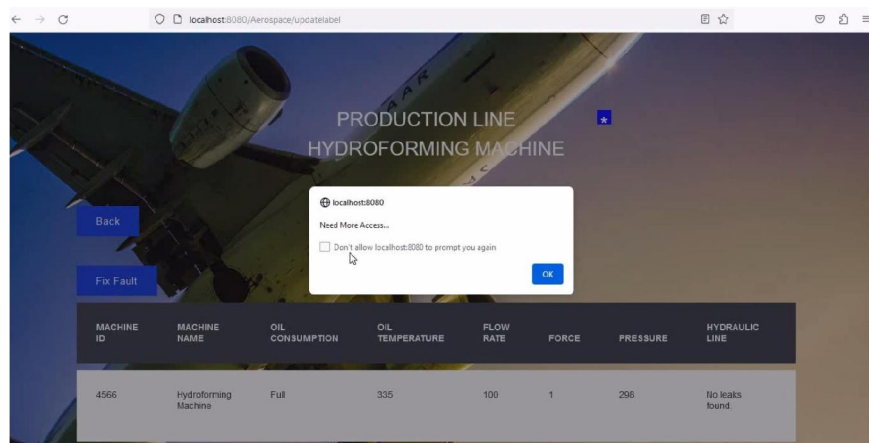 localhost:8080/Aerospace/updatelabel
AAR
PRODUCTION LINE
*
HYDROFORMING MACHINE
localhost:8080
Need More Access...
Don't allow localhost:8080 to prompt you again
OK
Back
Fix Fault
MACHINE ID
MACHINE NAME
OIL CONSUMPTION
OIL TEMPERATURE
FLOW RATE
FORCE
PRESSURE
HYDRAULIC LINE
4566
Hydroforming Machine
Full
335
100
1
298
No leaks found.